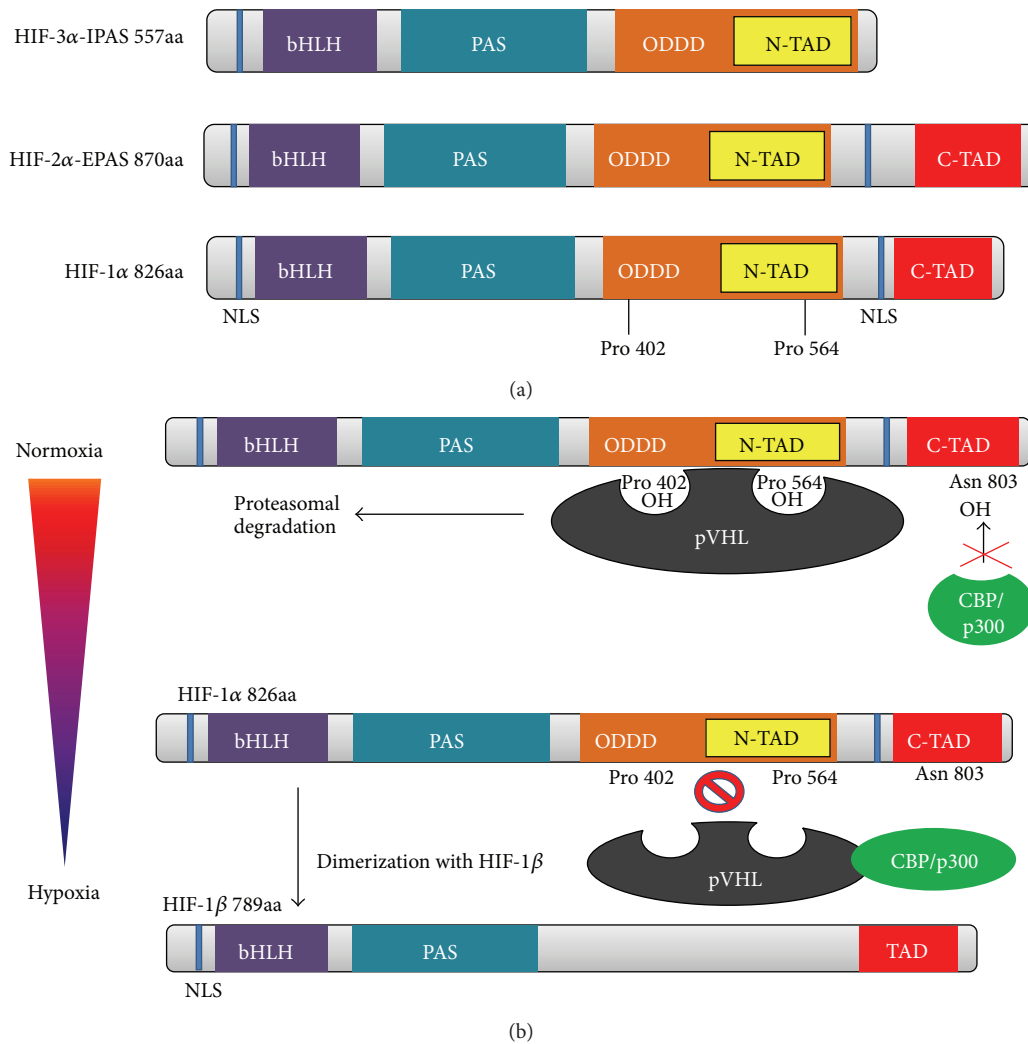 HIF-3α-IPAS 557aa
bHLH
PAS
ODDD
N-TAD
HIF-2α-EPAS 870aa
bHLH
PAS
ODDD
N-TAD
C-TAD
HIF-1α 826aa
bHLH
PAS
ODDD
N-TAD
C-TAD
NLS
NLS
Pro 402
Pro 564
(a)
Normoxia
bHLH
PAS
ODDD
N-TAD
C-TAD
Pro 402
OH
Pro 564
OH
Asn 803
OH
Proteasomal
degradation
pVHL
CBP/
p300
HIF-1α 826aa
bHLH
PAS
ODDD
N-TAD
C-TAD
Pro 402
Pro 564
Asn 803
Dimerization with HIF-1β
pVHL
CBP/p300
Hypoxia
HIF-1β 789aa
bHLH
PAS
TAD
NLS
(b)